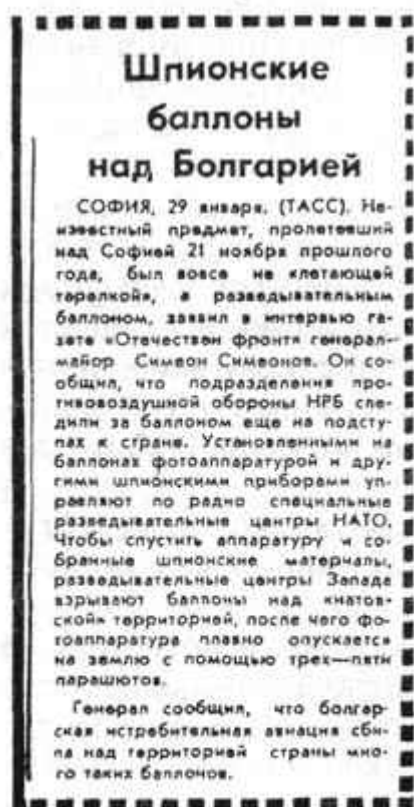 Шпионские
баллоны
над Болгарией
СОФИЯ, 29 января. (ТАСС). Не-
известный предмет, пролетевший
над Софией 21 ноября прошлого
года, был вовсе не «летающей
тарелкой», а разведывательным
баллоном, заявил в интервью га-
зете «Отечествен фронт» генерал-
майор Симеон Симеонов. Он со-
общил, что подразделения про-
тивовоздушной обороны НРБ сле-
дили за баллоном еще на подсту-
пах к стране. Установленными на
баллонах фотоаппаратурой и дру-
гими шпионскими приборами уп-
равляют по радио специальные
разведывательные центры НАТО.
Чтобы спустить аппаратуру и со-
бранные шпионские материалы,
разведывательные центры Запада
взрывают баллоны над «натов-
ской» территорией, после чего фо-
тоаппаратура плавно опускается
на землю с помощью трех—пяти
парашютов.
Генерал сообщил, что болгар-
ская истребительная авиация сби-
ла над территорией страны мно-
го таких баллонов.